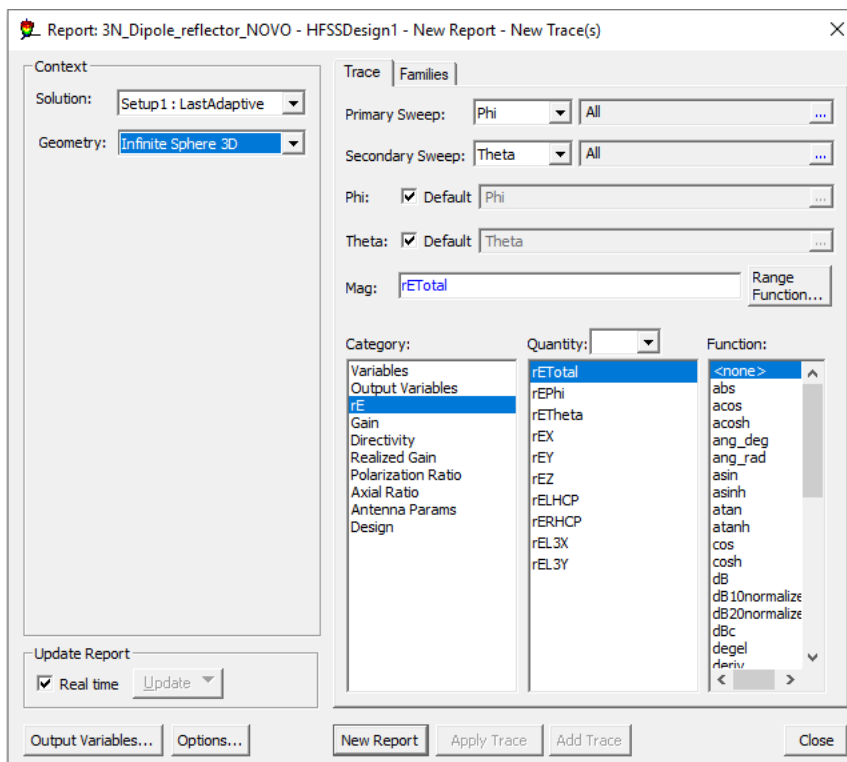 Report: 3N_Dipole_reflector_NOVO - HFSSDesign1 - New Report - New Trace(s)
Context
Solution: Setup1 : LastAdaptive
Geometry: Infinite Sphere 3D
Update Report
Real time Update
Output Variables... Options...
Trace Families
Primary Sweep: Phi All ...
Secondary Sweep: Theta All ...
Phi: Default Phi ...
Theta: Default Theta ...
Mag: rETotal Range Function...
Category:
Variables
Output Variables
rE
Gain
Directivity
Realized Gain
Polarization Ratio
Axial Ratio
Antenna Params
Design
Quantity:
rETotal
rEPhi
rETheta
rEX
rEY
rEZ
rELHCP
rERHCP
rEL3X
rEL3Y
Function:
<none>
abs
acos
acosh
ang_deg
ang_rad
asin
asinh
atan
atanh
cos
cosh
dB
dB10normalize
dB20normalize
dBc
degel
deriv
New Report Apply Trace Add Trace Close